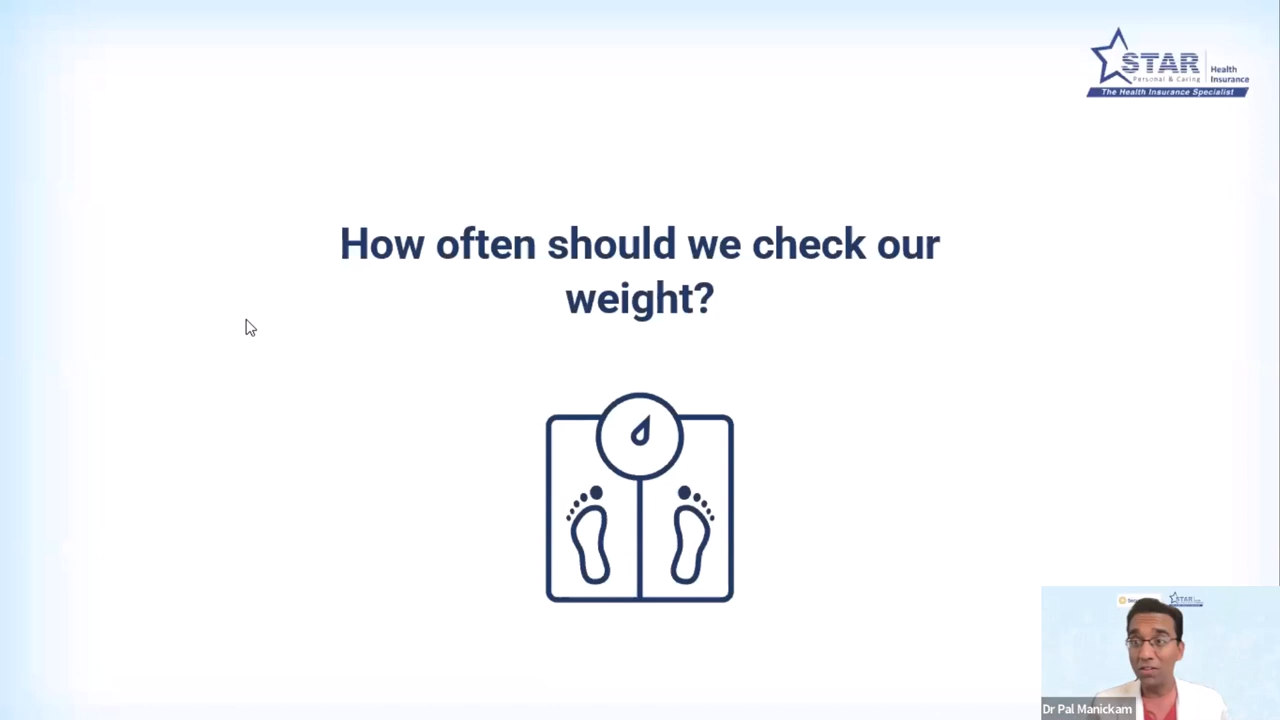 STAR
Health
Insurance
Personal & Caring
The Health Insurance Specialist
How often should we check our
weight?
STAR
Dr Pal Manickam